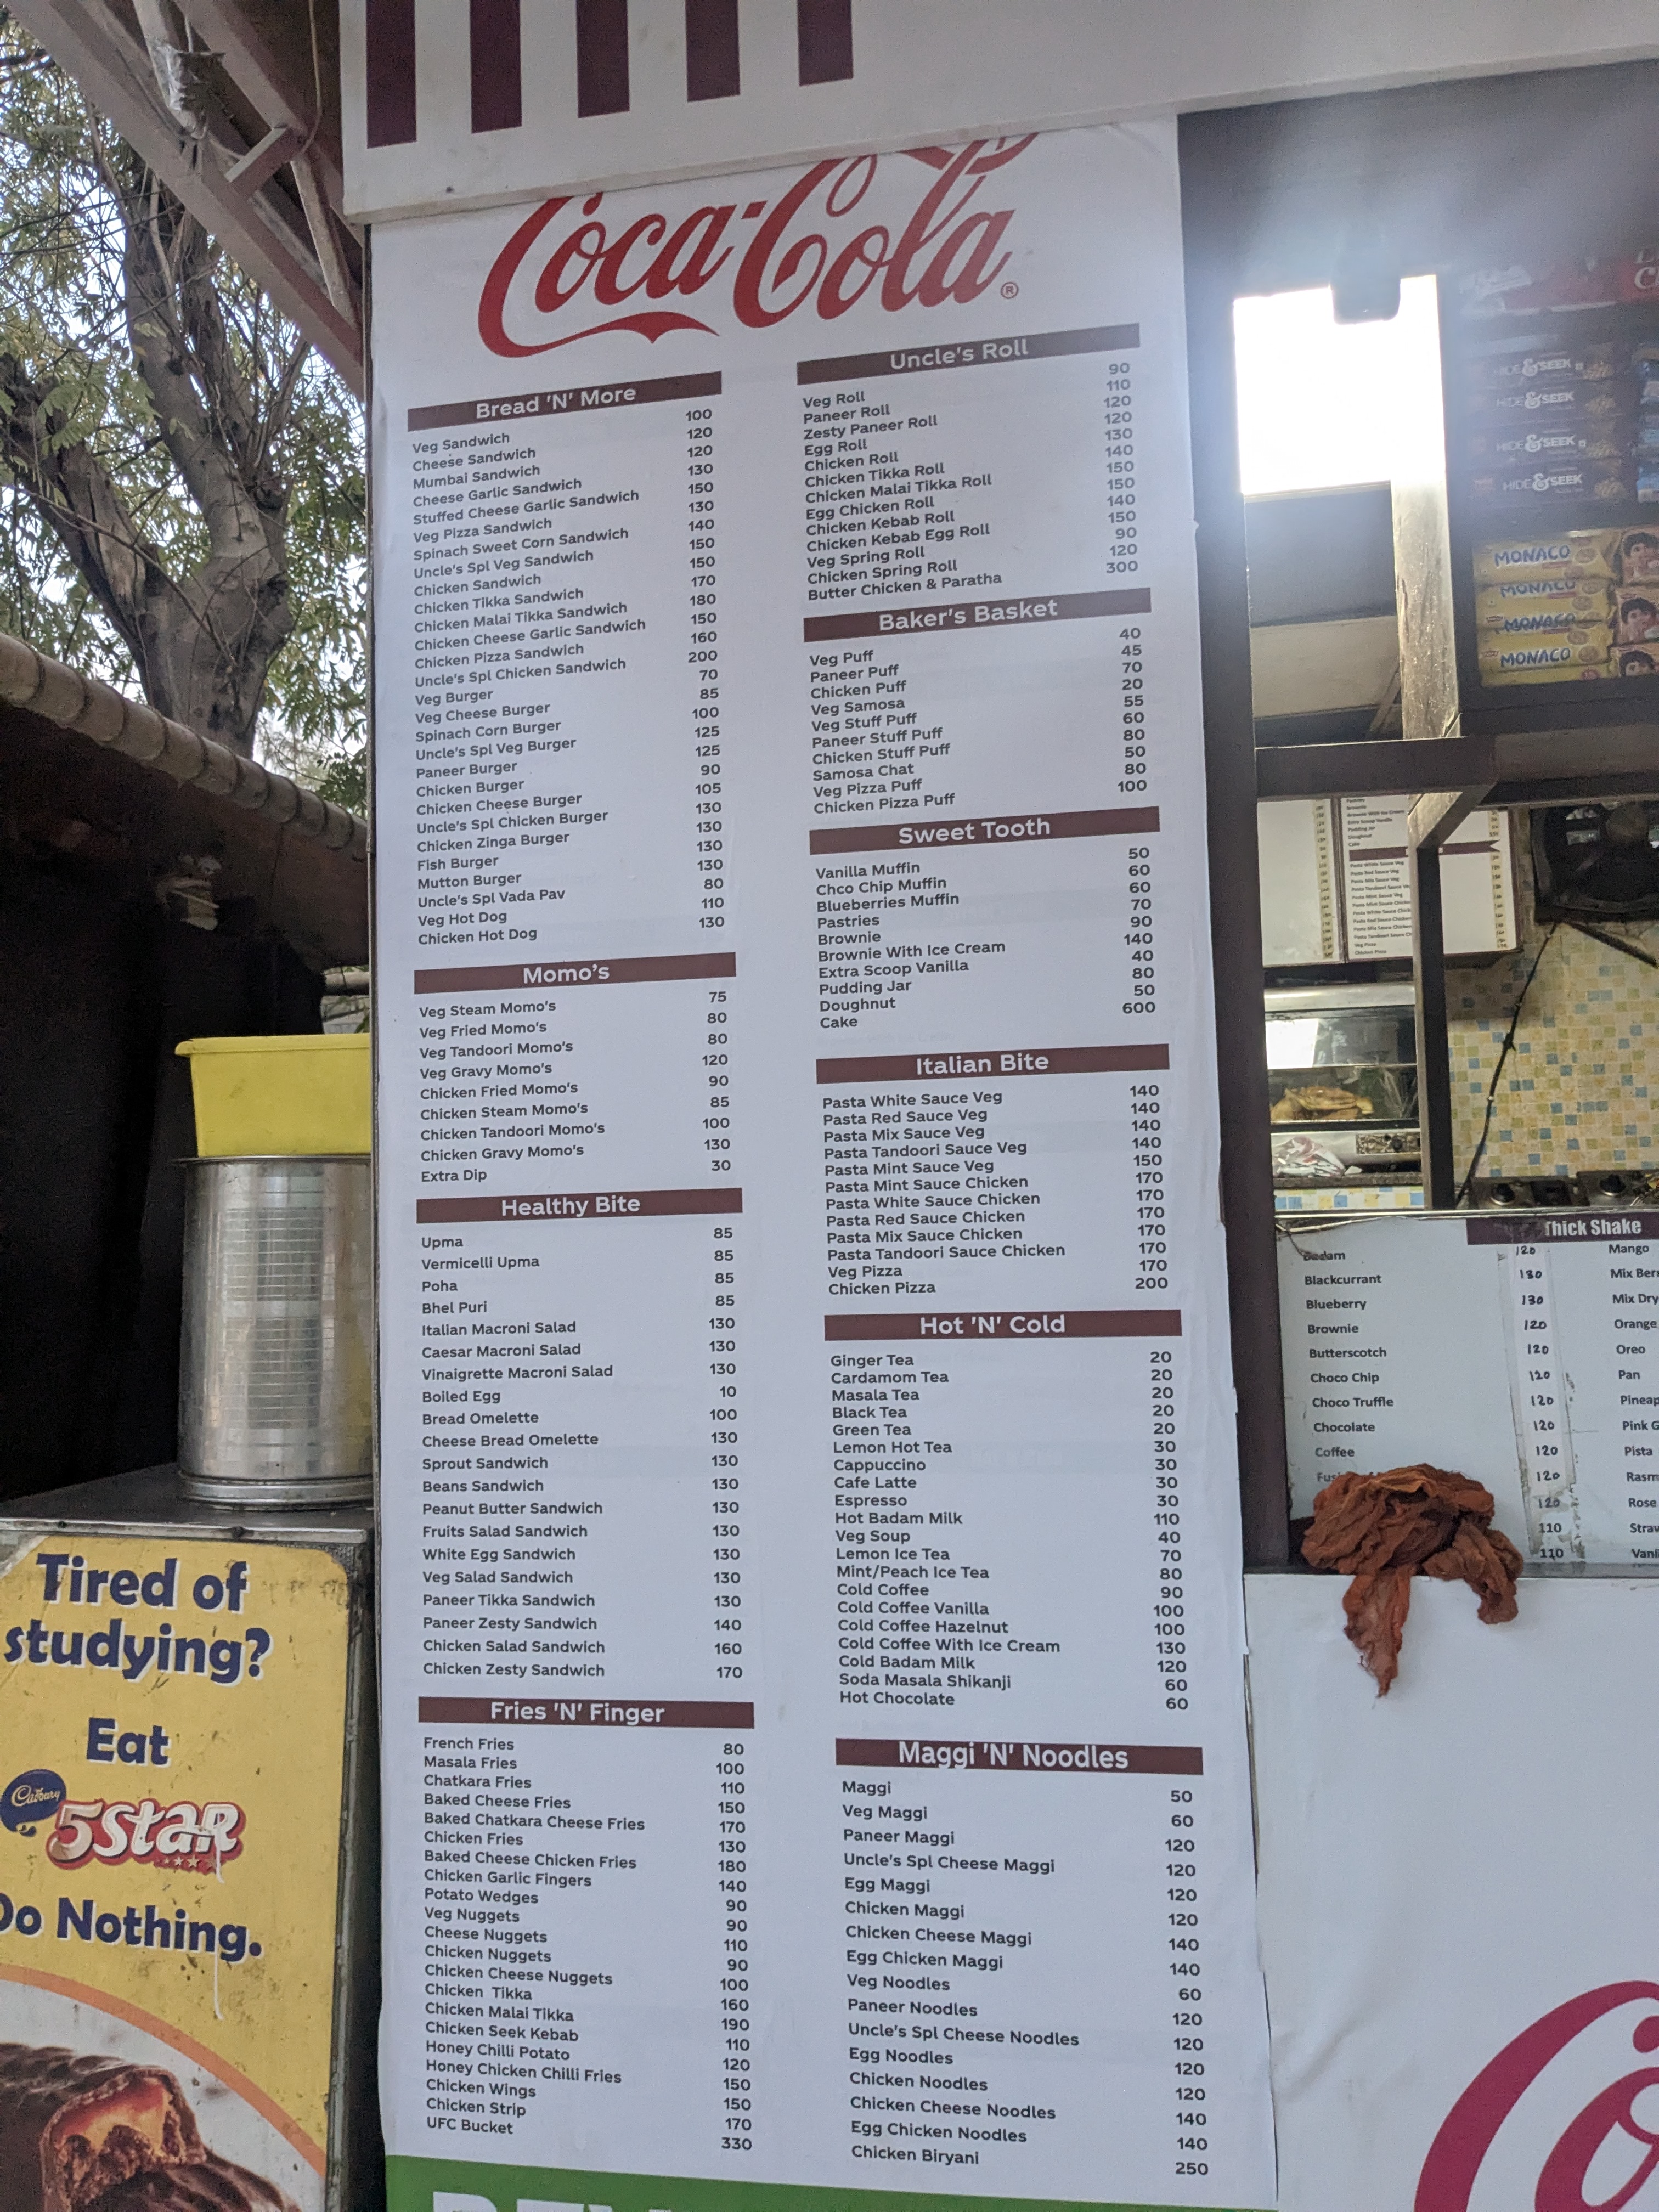 Coca-Cola®
Bread 'N' More
Veg Sandwich 100
Cheese Sandwich 120
Mumbai Sandwich 120
Cheese Garlic Sandwich 130
Stuffed Cheese Garlic Sandwich 150
Veg Pizza Sandwich 130
Spinach Sweet Corn Sandwich 140
Uncle's Spl Veg Sandwich 150
Chicken Sandwich 150
Chicken Tikka Sandwich 170
Chicken Malai Tikka Sandwich 180
Chicken Cheese Garlic Sandwich 150
Chicken Pizza Sandwich 160
Uncle's Spl Chicken Sandwich 200
Veg Burger 70
Veg Cheese Burger 85
Spinach Corn Burger 100
Uncle's Spl Veg Burger 125
Paneer Burger 125
Chicken Burger 90
Chicken Cheese Burger 105
Uncle's Spl Chicken Burger 130
Chicken Zinga Burger 130
Fish Burger 130
Mutton Burger 130
Uncle's Spl Vada Pav 80
Veg Hot Dog 110
Chicken Hot Dog 130
Momo's
Veg Steam Momo's 75
Veg Fried Momo's 80
Veg Tandoori Momo's 80
Veg Gravy Momo's 120
Chicken Fried Momo's 90
Chicken Steam Momo's 85
Chicken Tandoori Momo's 100
Chicken Gravy Momo's 130
Extra Dip 30
Healthy Bite
Upma 85
Vermicelli Upma 85
Poha 85
Bhel Puri 85
Italian Macroni Salad 130
Caesar Macroni Salad 130
Vinaigrette Macroni Salad 130
Boiled Egg 10
Bread Omelette 100
Cheese Bread Omelette 130
Sprout Sandwich 130
Beans Sandwich 130
Peanut Butter Sandwich 130
Fruits Salad Sandwich 130
White Egg Sandwich 130
Veg Salad Sandwich 130
Paneer Tikka Sandwich 130
Paneer Zesty Sandwich 140
Chicken Salad Sandwich 160
Chicken Zesty Sandwich 170
Fries 'N' Finger
French Fries 80
Masala Fries 100
Chatkara Fries 110
Baked Cheese Fries 150
Baked Chatkara Cheese Fries 170
Chicken Fries 130
Baked Cheese Chicken Fries 180
Chicken Garlic Fingers 140
Potato Wedges 90
Veg Nuggets 90
Cheese Nuggets 110
Chicken Nuggets 90
Chicken Cheese Nuggets 100
Chicken Tikka 160
Chicken Malai Tikka 190
Chicken Seek Kebab 110
Honey Chilli Potato 120
Honey Chicken Chilli Fries 150
Chicken Wings 150
Chicken Strip 170
UFC Bucket 330
Uncle's Roll
Veg Roll 90
Paneer Roll 110
Zesty Paneer Roll 120
Egg Roll 120
Chicken Roll 130
Chicken Tikka Roll 140
Chicken Malai Tikka Roll 150
Egg Chicken Roll 150
Chicken Kebab Roll 140
Chicken Kebab Egg Roll 150
Veg Spring Roll 90
Chicken Spring Roll 120
Butter Chicken & Paratha 300
Baker's Basket
Veg Puff 40
Paneer Puff 45
Chicken Puff 70
Veg Samosa 20
Veg Stuff Puff 55
Paneer Stuff Puff 60
Chicken Stuff Puff 80
Samosa Chat 50
Veg Pizza Puff 80
Chicken Pizza Puff 100
Sweet Tooth
Vanilla Muffin 50
Chco Chip Muffin 60
Blueberries Muffin 60
Pastries 70
Brownie 90
Brownie With Ice Cream 140
Extra Scoop Vanilla 40
Pudding Jar 80
Doughnut 50
Cake 600
Italian Bite
Pasta White Sauce Veg 140
Pasta Red Sauce Veg 140
Pasta Mix Sauce Veg 140
Pasta Tandoori Sauce Veg 140
Pasta Mint Sauce Veg 150
Pasta Mint Sauce Chicken 170
Pasta White Sauce Chicken 170
Pasta Red Sauce Chicken 170
Pasta Mix Sauce Chicken 170
Pasta Tandoori Sauce Chicken 170
Veg Pizza 170
Chicken Pizza 200
Hot 'N' Cold
Ginger Tea 20
Cardamom Tea 20
Masala Tea 20
Black Tea 20
Green Tea 20
Lemon Hot Tea 30
Cappuccino 30
Cafe Latte 30
Espresso 30
Hot Badam Milk 110
Veg Soup 40
Lemon Ice Tea 70
Mint/Peach Ice Tea 80
Cold Coffee 90
Cold Coffee Vanilla 100
Cold Coffee Hazelnut 100
Cold Coffee With Ice Cream 130
Cold Badam Milk 120
Soda Masala Shikanji 60
Hot Chocolate 60
Maggi 'N' Noodles
Maggi 50
Veg Maggi 60
Paneer Maggi 120
Uncle's Spl Cheese Maggi 120
Egg Maggi 120
Chicken Maggi 120
Chicken Cheese Maggi 140
Egg Chicken Maggi 140
Veg Noodles 60
Paneer Noodles 120
Uncle's Spl Cheese Noodles 120
Egg Noodles 120
Chicken Noodles 120
Chicken Cheese Noodles 140
Egg Chicken Noodles 140
Chicken Biryani 250
Tired of
studying?
Eat
Cadbury
5Star
Do Nothing.
HIDE & SEEK
HIDE & SEEK
HIDE & SEEK
HIDE & SEEK
MONACO
MONACO
MONACO
MONACO
Thick Shake
Badam 120 Mango
Blackcurrant 130 Mix Ber
Blueberry 130 Mix Dry
Brownie 120 Orange
Butterscotch 120 Oreo
Choco Chip 120 Pan
Choco Truffle 120 Pineap
Chocolate 120 Pink G
Coffee 120 Pista
120 Rasm
120 Rose
110 Straw
110 Vani